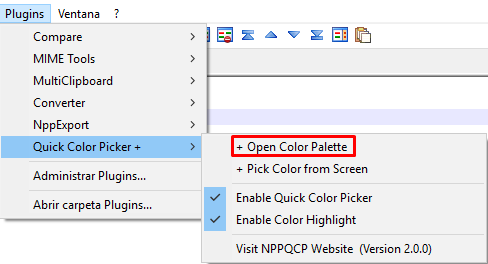 Plugins Ventana ?
Compare >
MIME Tools >
MultiClipboard >
Converter >
NppExport >
Quick Color Picker + >
Administrar Plugins...
Abrir carpeta Plugins...
+ Open Color Palette
+ Pick Color from Screen
Enable Quick Color Picker
Enable Color Highlight
Visit NPPQCP Website (Version 2.0.0)